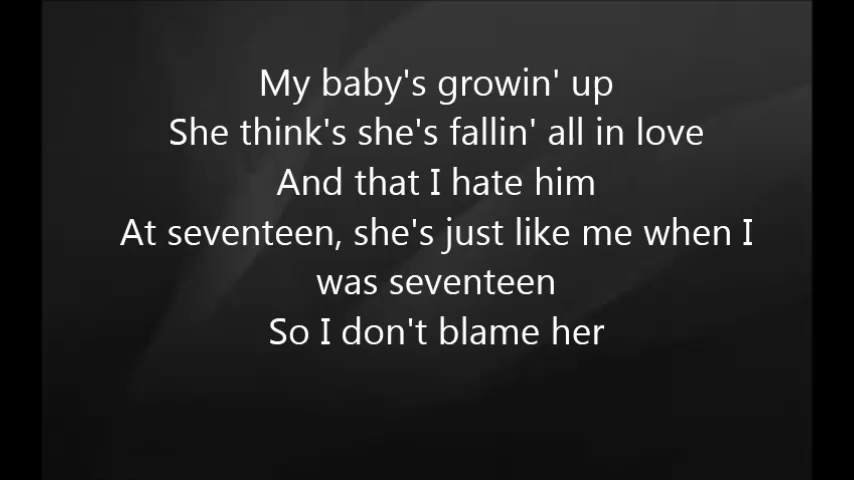 My baby's growin' up
She think's she's fallin' all in love
And that I hate him
At seventeen, she's just like me when I
was seventeen
So I don't blame her